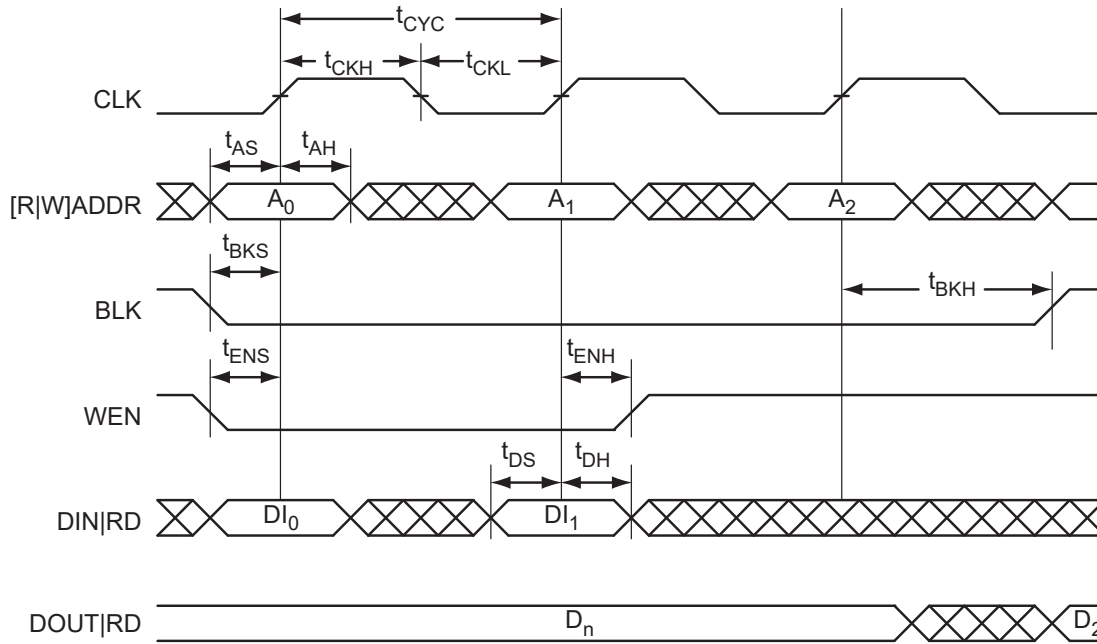 tCYC
tCKH tCKL
CLK
tAS tAH
[R|W]ADDR A0 A1 A2
tBKS
tBKH
BLK
tENS tENH
WEN
tDS tDH
DIN|RD DI0 DI1
DOUT|RD Dn D2